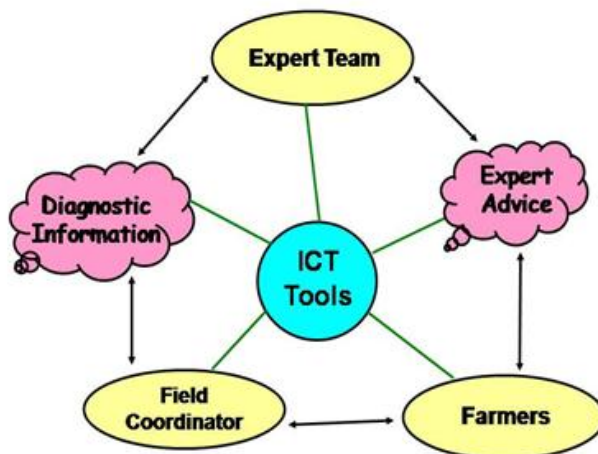 Expert Team
Diagnostic
Information
Expert
Advice
ICT
Tools
Field
Coordinator
Farmers